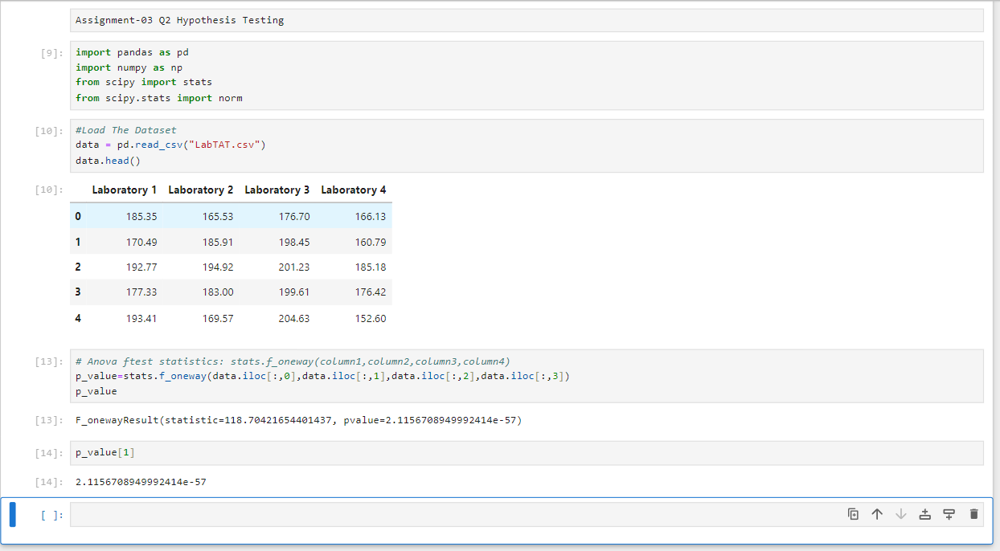 Assignment-03 Q2 Hypothesis Testing
[9]:
import pandas as pd
import numpy as np
from scipy import stats
from scipy.stats import norm
[10]:
#Load The Dataset
data = pd.read_csv("LabTAT.csv")
data.head()
[10]:
Laboratory 1 Laboratory 2 Laboratory 3 Laboratory 4
0 185.35 165.53 176.70 166.13
1 170.49 185.91 198.45 160.79
2 192.77 194.92 201.23 185.18
3 177.33 183.00 199.61 176.42
4 193.41 169.57 204.63 152.60
[13]:
# Anova ftest statistics: stats.f_oneway(column1,column2,column3,column4)
p_value=stats.f_oneway(data.iloc[:,0],data.iloc[:,1],data.iloc[:,2],data.iloc[:,3])
p_value
[13]:
F_onewayResult(statistic=118.70421654401437, pvalue=2.1156708949992414e-57)
[14]:
p_value[1]
[14]:
2.1156708949992414e-57
[ ]: